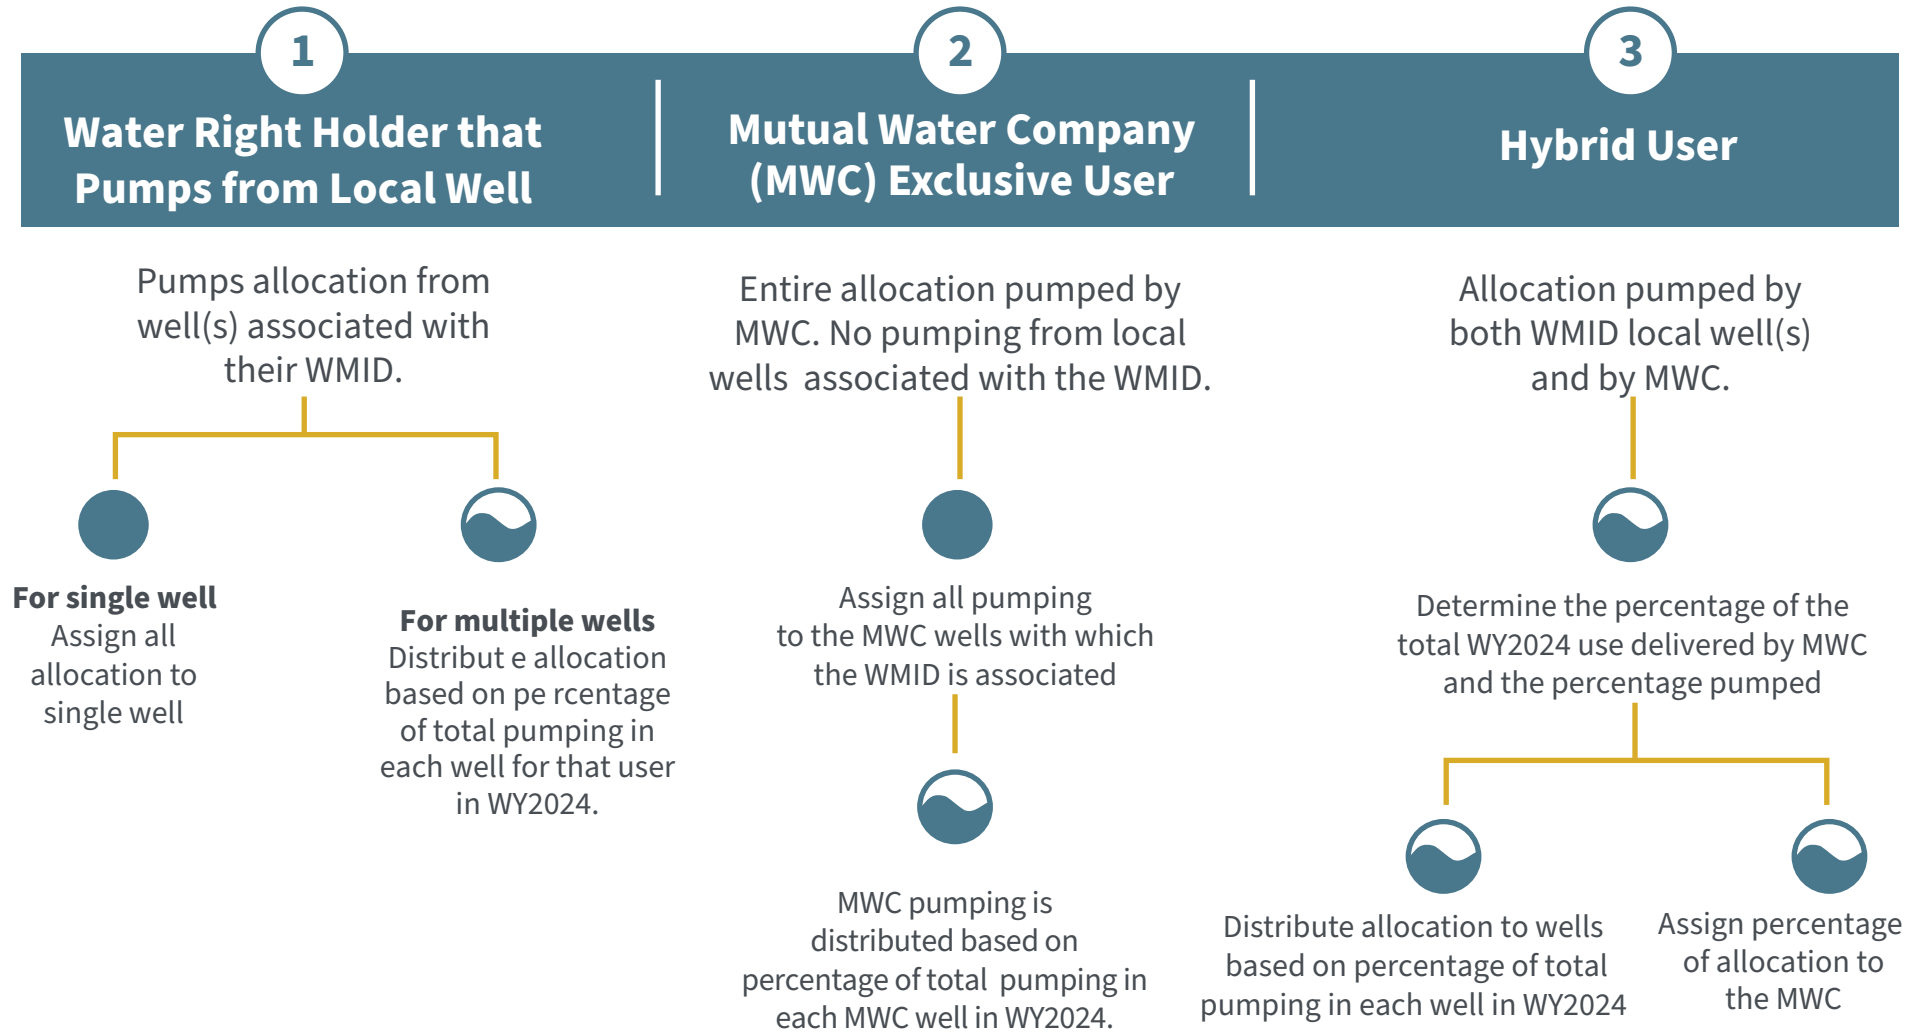 1
Water Right Holder that
Pumps from Local Well
Pumps allocation from
well(s) associated with
their WMID.
For single well
Assign all
allocation to
single well
For multiple wells
Distribut e allocation
based on pe rcentage
of total pumping in
each well for that user
in WY2024.
2
Mutual Water Company
(MWC) Exclusive User
Entire allocation pumped by
MWC. No pumping from local
wells associated with the WMID.
Assign all pumping
to the MWC wells with which
the WMID is associated
MWC pumping is
distributed based on
percentage of total pumping in
each MWC well in WY2024.
3
Hybrid User
Allocation pumped by
both WMID local well(s)
and by MWC.
Determine the percentage of the
total WY2024 use delivered by MWC
and the percentage pumped
Distribute allocation to wells
based on percentage of total
pumping in each well in WY2024
Assign percentage
of allocation to
the MWC